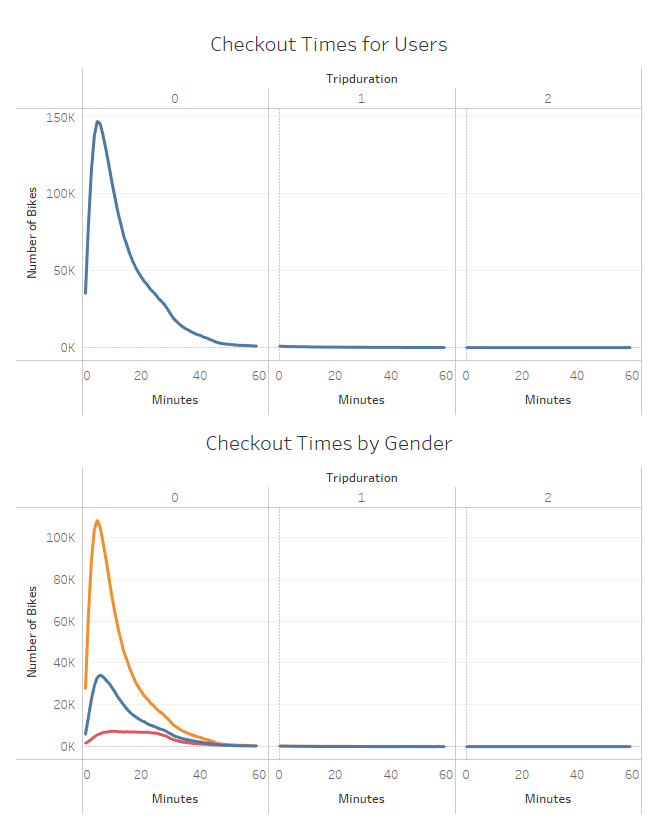 Checkout Times for Users
Tripduration
0 1 2
150K
100K
50K
0K
Number of Bikes
0 20 40 60 0 20 40 60 0 20 40 60
Minutes Minutes Minutes
Checkout Times by Gender
Tripduration
0 1 2
100K
80K
60K
40K
20K
0K
Number of Bikes
0 20 40 60 0 20 40 60 0 20 40 60
Minutes Minutes Minutes